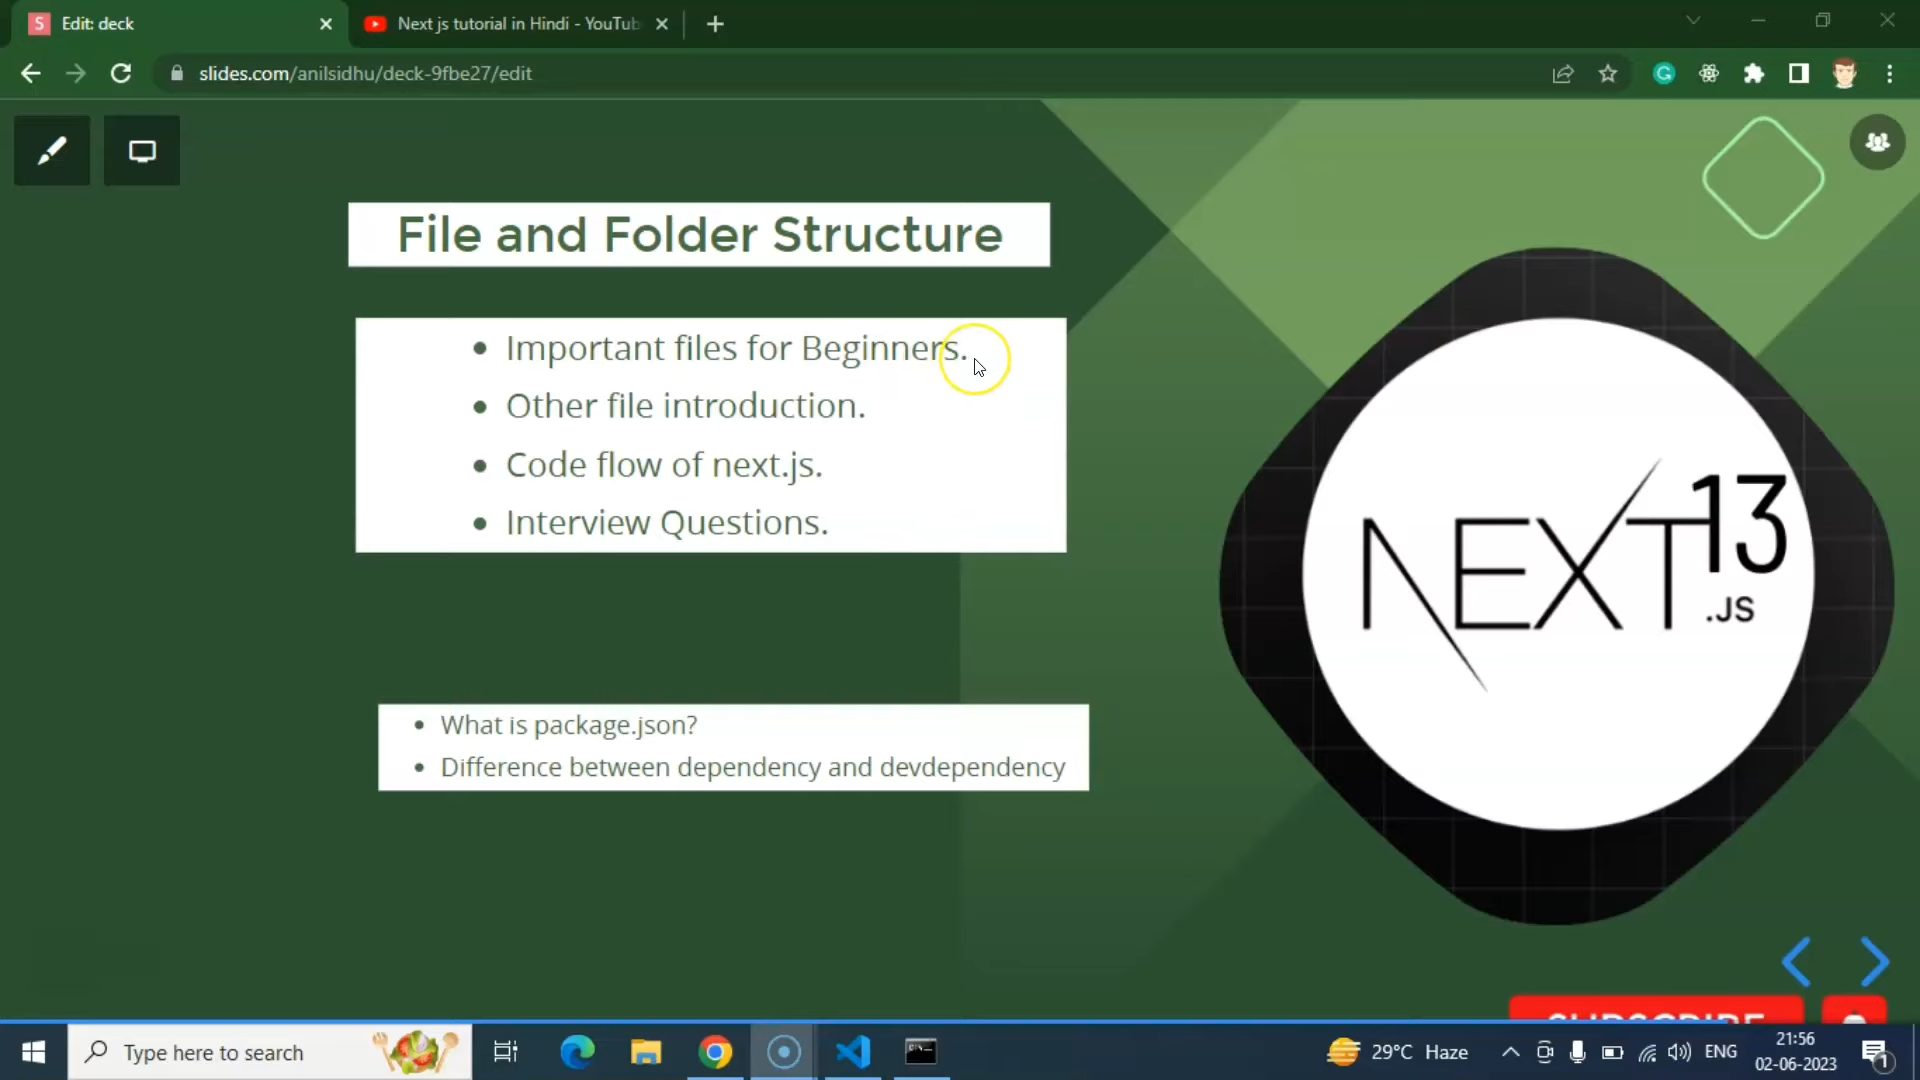 Edit: deck
Next js tutorial in Hindi - YouTub
slides.com/anilsidhu/deck-9fbe27/edit
File and Folder Structure
• Important files for Beginners.
• Other file introduction.
• Code flow of next.js.
• Interview Questions.
NEXT 13
.JS
• What is package.json?
• Difference between dependency and devdependency
SUBSCRIBE
Type here to search
29°C Haze
ENG
21:56
02-06-2023
1